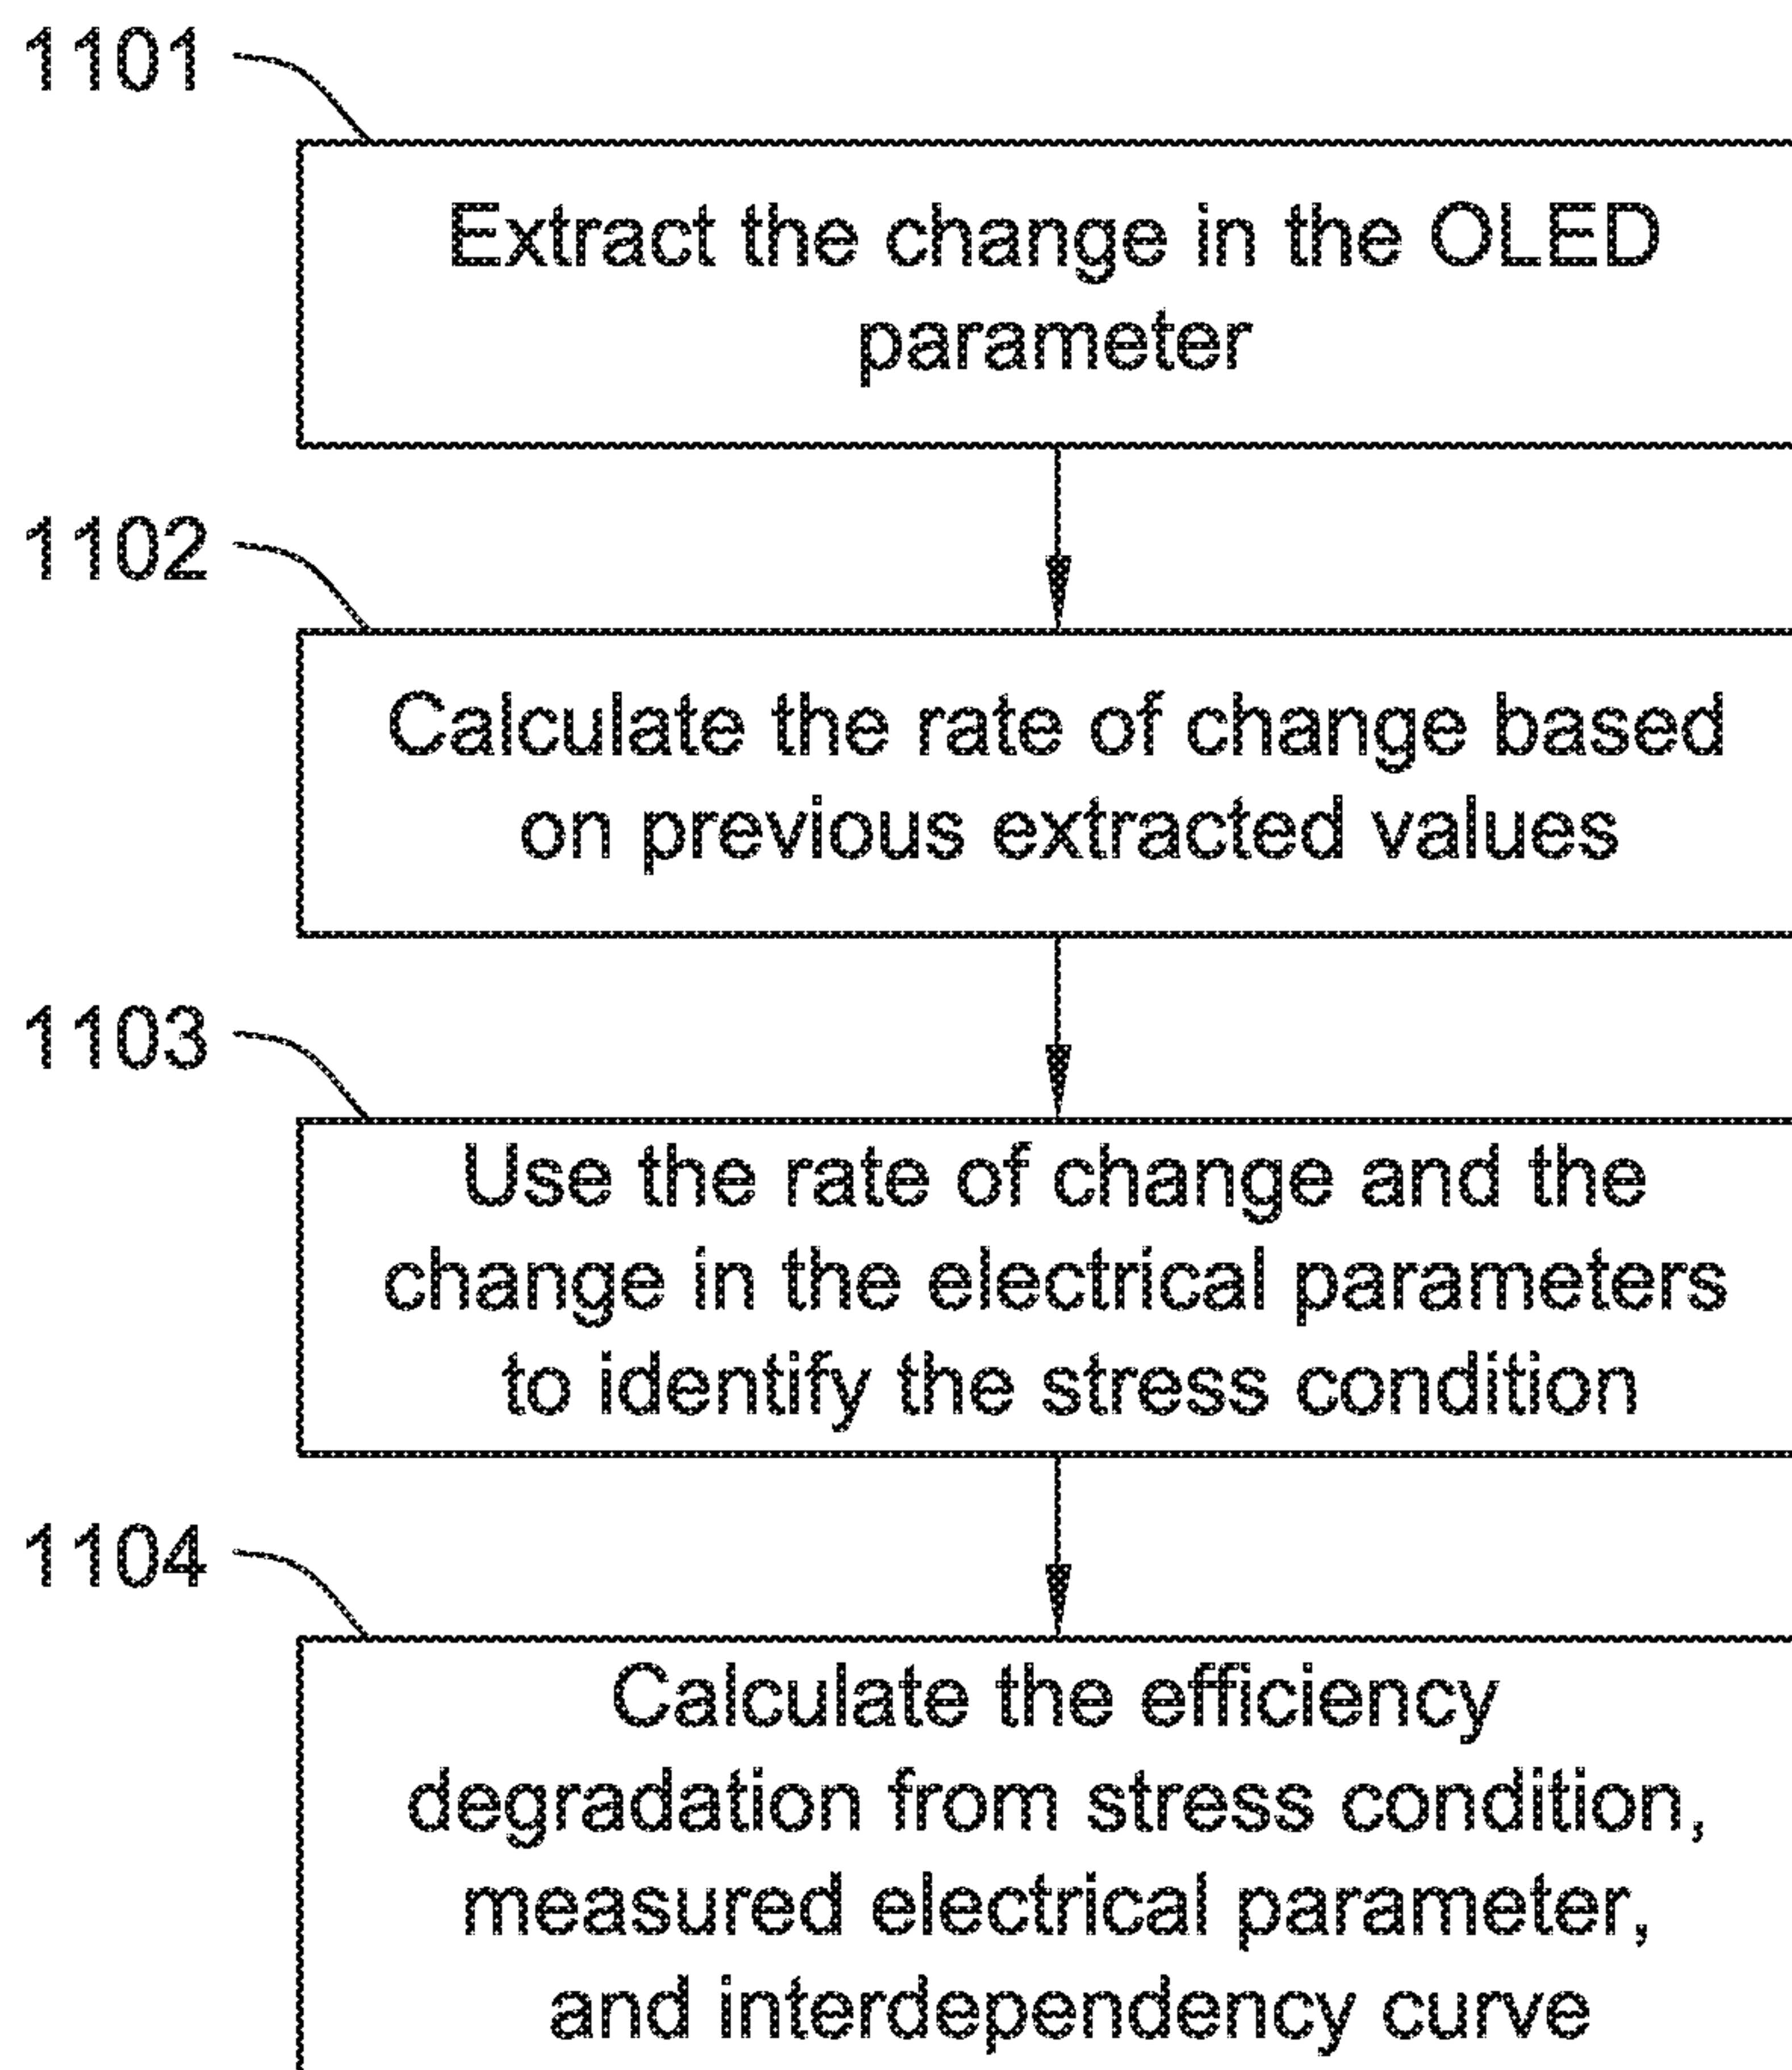 1101
Extract the change in the OLED
parameter
1102
Calculate the rate of change based
on previous extracted values
1103
Use the rate of change and the
change in the electrical parameters
to identify the stress condition
1104
Calculate the efficiency
degradation from stress condition,
measured electrical parameter,
and interdependency curve